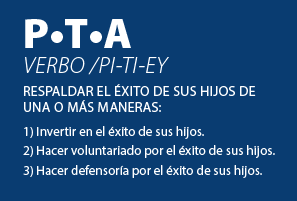 P•T•A
VERBO /PI-TI-EY
RESPALDAR EL ÉXITO DE SUS HIJOS DE
UNA O MÁS MANERAS:
1) Invertir en el éxito de sus hijos.
2) Hacer voluntariado por el éxito de sus hijos.
3) Hacer defensoría por el éxito de sus hijos.